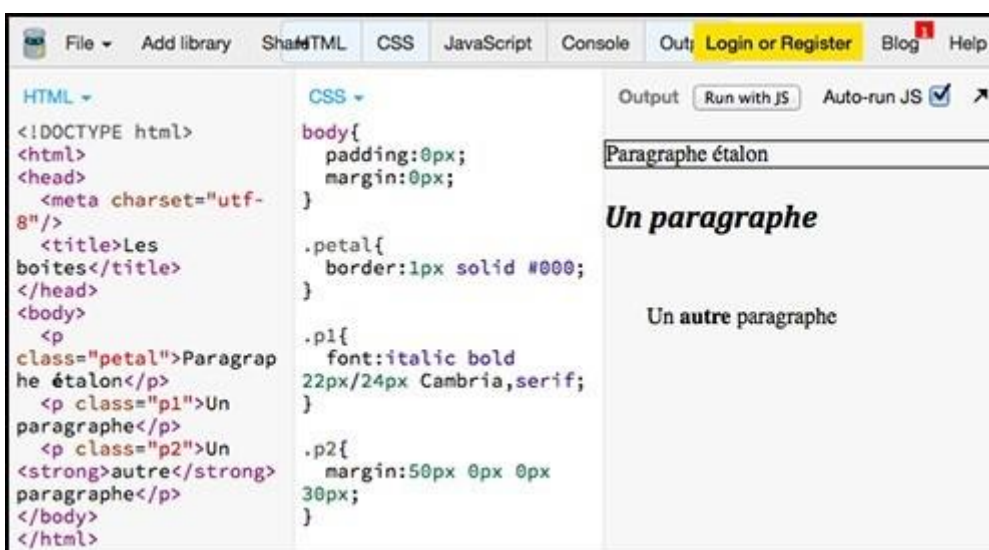 File Add library Share HTML CSS JavaScript Console Outp Login or Register Blog 1 Help
HTML
<!DOCTYPE html>
<html>
<head>
<meta charset="utf-
8"/>
<title>Les
boites</title>
</head>
<body>
<p
class="petal">Paragrap
he étalon</p>
<p class="p1">Un
paragraphe</p>
<p class="p2">Un
<strong>autre</strong>
paragraphe</p>
</body>
</html>
CSS
body{
padding:0px;
margin:0px;
}
.petal{
border:1px solid #000;
}
.p1{
font:italic bold
22px/24px Cambria,serif;
}
.p2{
margin:50px 0px 0px
30px;
}
Output Run with JS Auto-run JS
Paragraphe étalon
Un paragraphe
Un autre paragraphe